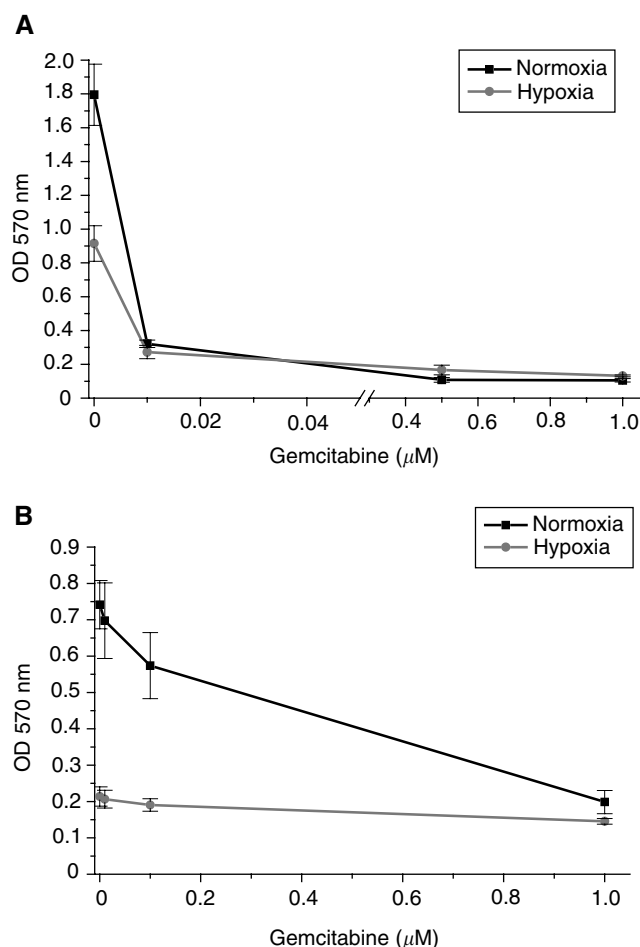 A
Normoxia
Hypoxia
2.0
1.8
1.6
1.4
1.2
1.0
0.8
0.6
0.4
0.2
0
OD 570 nm
0 0.02 0.04 0.4 0.6 0.8 1.0
Gemcitabine (μM)
B
Normoxia
Hypoxia
0.9
0.8
0.7
0.6
0.5
0.4
0.3
0.2
0.1
0
OD 570 nm
0 0.2 0.4 0.6 0.8 1.0
Gemcitabine (μM)